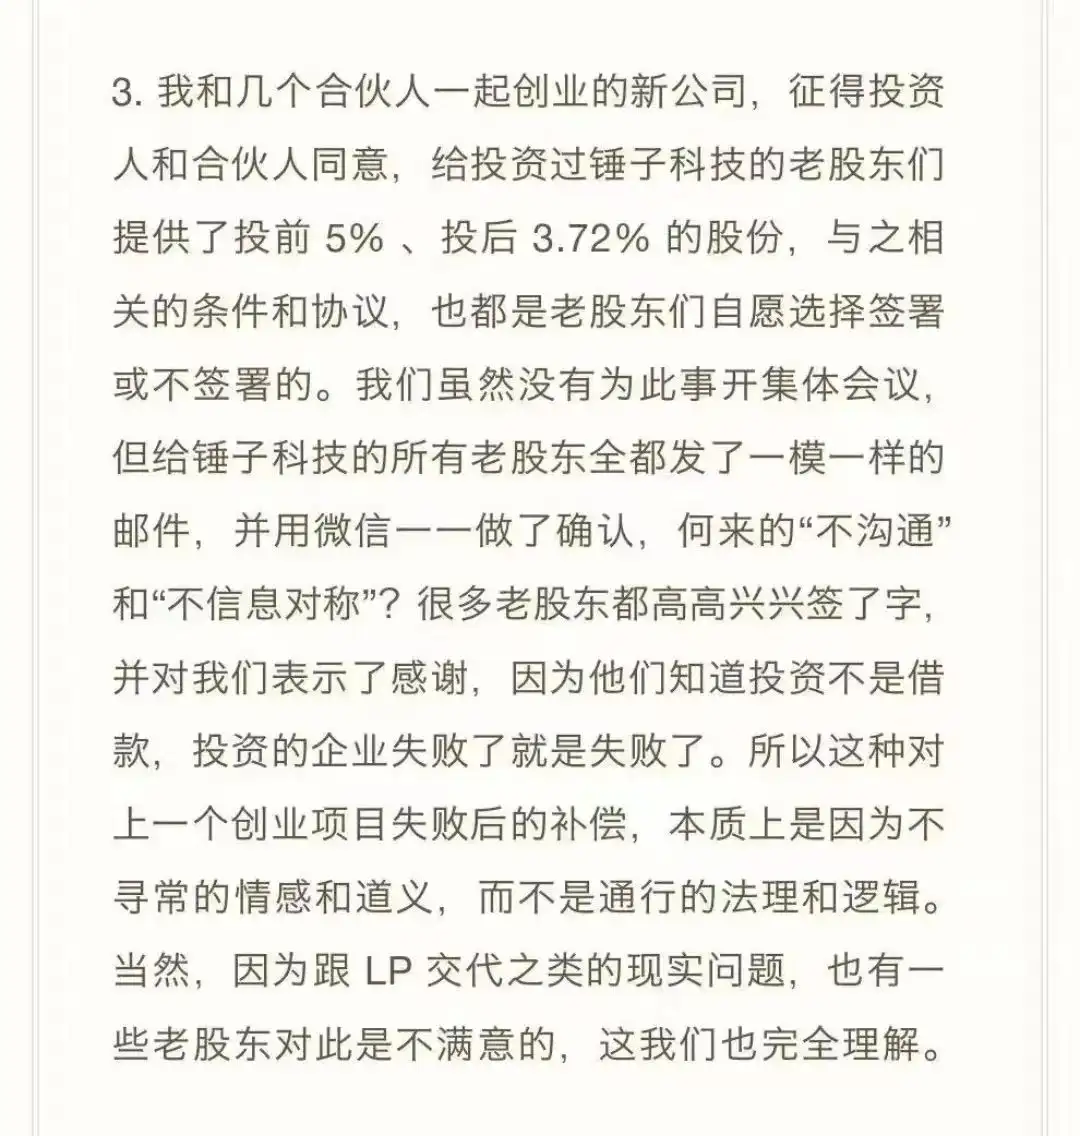 3. 我和几个合伙人一起创业的新公司，征得投资
人和合伙人同意，给投资过锤子科技的老股东们
提供了投前 5% 、投后 3.72% 的股份，与之相
关的条件和协议，也都是老股东们自愿选择签署
或不签署的。我们虽然没有为此事开集体会议，
但给锤子科技的所有老股东全都发了一模一样的
邮件，并用微信一一做了确认，何来的“不沟通”
和“不信息对称”？很多老股东都高高兴兴签了字，
并对我们表示了感谢，因为他们知道投资不是借
款，投资的企业失败了就是失败了。所以这种对
上一个创业项目失败后的补偿，本质上是因为不
寻常的情感和道义，而不是通行的法理和逻辑。
当然，因为跟 LP 交代之类的现实问题，也有一
些老股东对此是不满意的，这我们也完全理解。